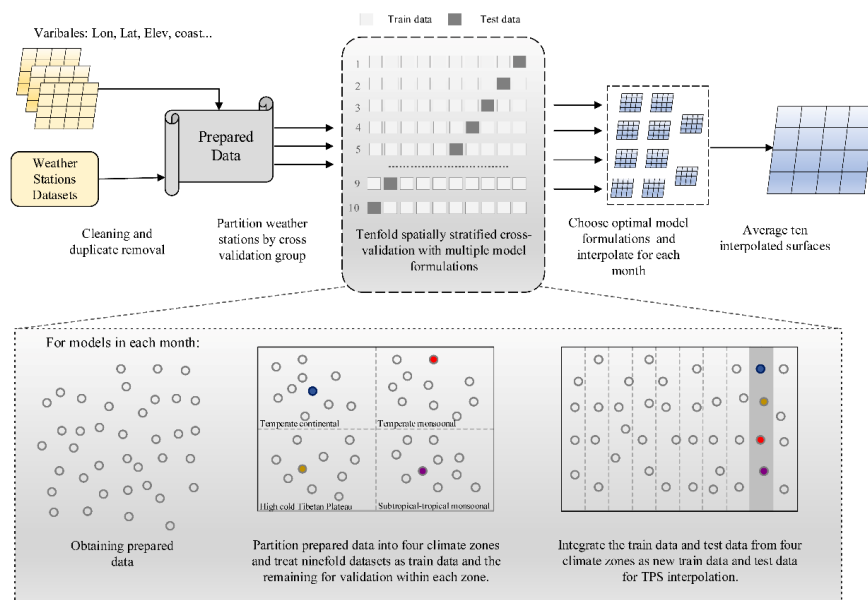 Train data
Test data
Varibales: Lon, Lat, Elev, coast...
1
2
3
4
5
9
10
Prepared
Data
Weather
Stations
Datasets
Cleaning and
duplicate removal
Partition weather
stations by cross
validation group
Tenfold spatially stratified cross-
validation with multiple model
formulations
Choose optimal model
formulations and
interpolate for each
month
Average ten
interpolated surfaces
For models in each month:
Temperate continental
Temperate monsoonal
High cold Tibetan Plateau
Subtropical-tropical monsoonal
Obtaining prepared
data
Partition prepared data into four climate zones
and treat ninefold datasets as train data and the
remaining for validation within each zone.
Integrate the train data and test data from four
climate zones as new train data and test data
for TPS interpolation.